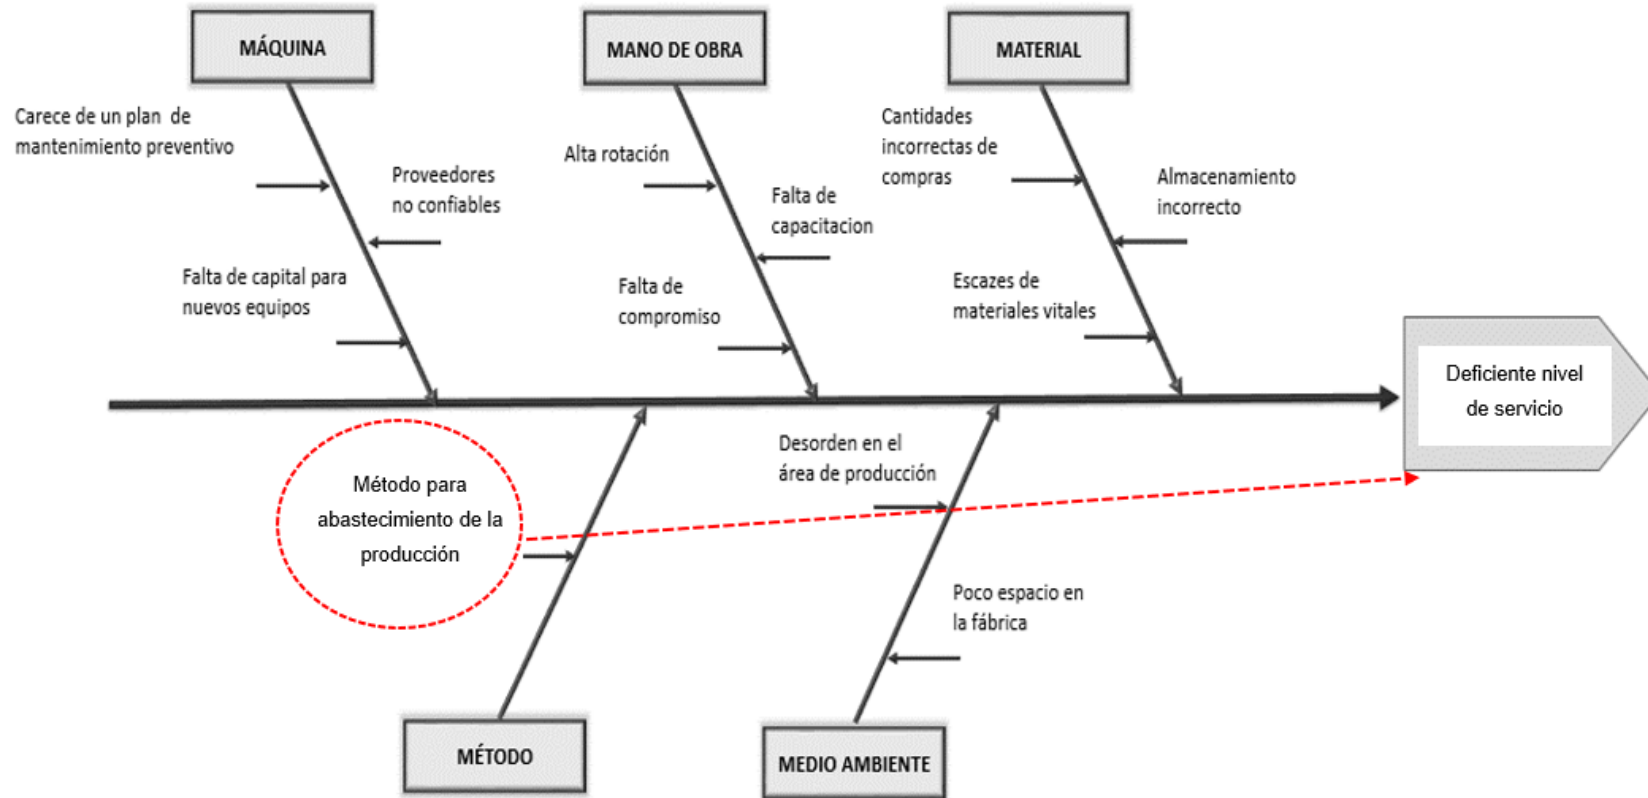 MÁQUINA
MANO DE OBRA
MATERIAL
Carece de un plan de
mantenimiento preventivo
Proveedores
no confiables
Falta de capital para
nuevos equipos
Alta rotación
Falta de
capacitacion
Falta de
compromiso
Cantidades
incorrectas de
compras
Almacenamiento
incorrecto
Escazes de
materiales vitales
Deficiente nivel
de servicio
Método para
abastecimiento de la
producción
Desorden en el
área de producción
Poco espacio en
la fábrica
MÉTODO
MEDIO AMBIENTE